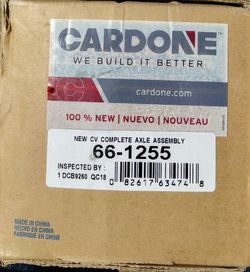 CARDONE
WE BUILD IT BETTER
cardone.com
100 % NEW | NUEVO | NOUVEAU
NEW CV COMPLETE AXLE ASSEMBLY
66-1255
INSPECTED BY :
1 DCB9260 QC18
0 82617 63474 8
MADE IN CHINA
HECHO EN CHINA
FABRIQUÉ EN CHINE